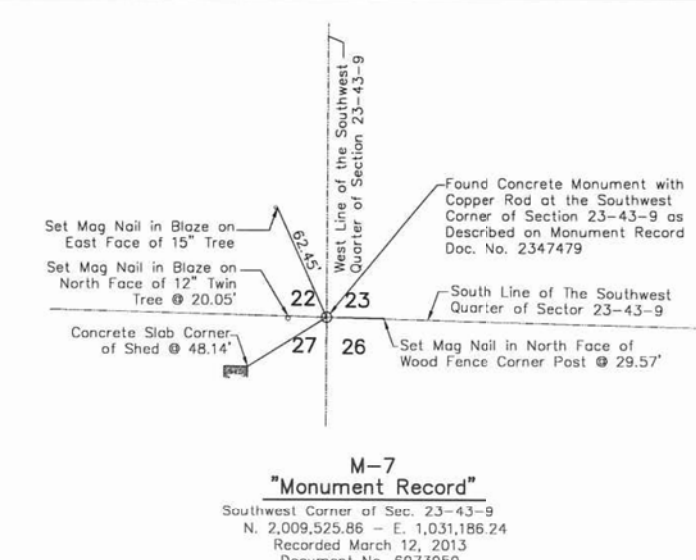 West Line of the Southwest
Quarter of Section 23-43-9
Found Concrete Monument with
Copper Rod at the Southwest
Corner of Section 23-43-9 as
Described on Monument Record
Doc. No. 2347479
Set Mag Nail in Blaze on
East Face of 15" Tree
62.45'
Set Mag Nail in Blaze on
North Face of 12" Twin
Tree @ 20.05'
22 23
South Line of The Southwest
Quarter of Sector 23-43-9
Concrete Slab Corner
of Shed @ 48.14'
27 26
Set Mag Nail in North Face of
Wood Fence Corner Post @ 29.57'
M-7
"Monument Record"
Southwest Corner of Sec. 23-43-9
N. 2,009,525.86 - E. 1,031,186.24
Recorded March 12, 2013
Document No.